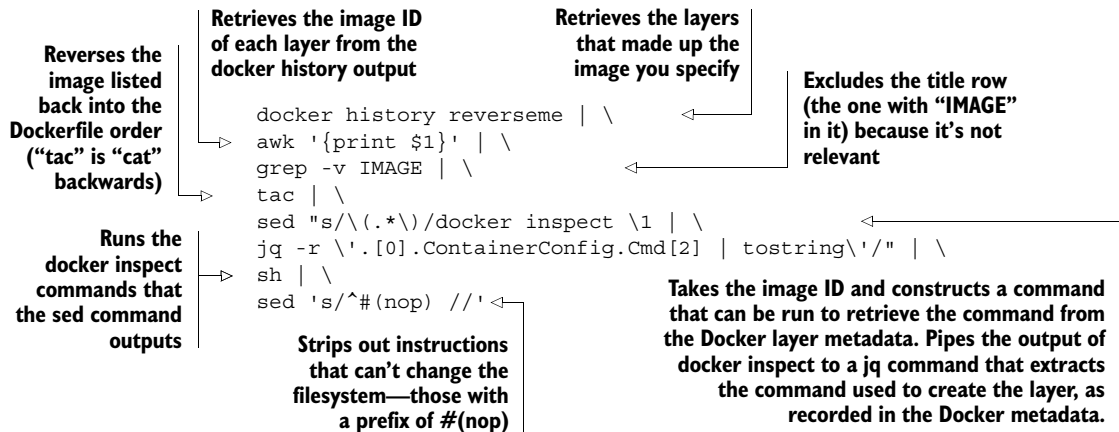 Retrieves the image ID
of each layer from the
docker history output
Retrieves the layers
that made up the
image you specify
Reverses the
image listed
back into the
Dockerfile order
(“tac” is “cat”
backwards)
Excludes the title row
(the one with “IMAGE”
in it) because it’s not
relevant
docker history reverseme | \
awk '{print $1}' | \
grep -v IMAGE | \
tac | \
sed "s/\(.*\)/docker inspect \1 | \
jq -r \'.[0].ContainerConfig.Cmd[2] | tostring\'/" | \
sh | \
sed 's/^#(nop) //'
Runs the
docker inspect
commands that
the sed command
outputs
Strips out instructions
that can’t change the
filesystem—those with
a prefix of #(nop)
Takes the image ID and constructs a command
that can be run to retrieve the command from
the Docker layer metadata. Pipes the output of
docker inspect to a jq command that extracts
the command used to create the layer, as
recorded in the Docker metadata.